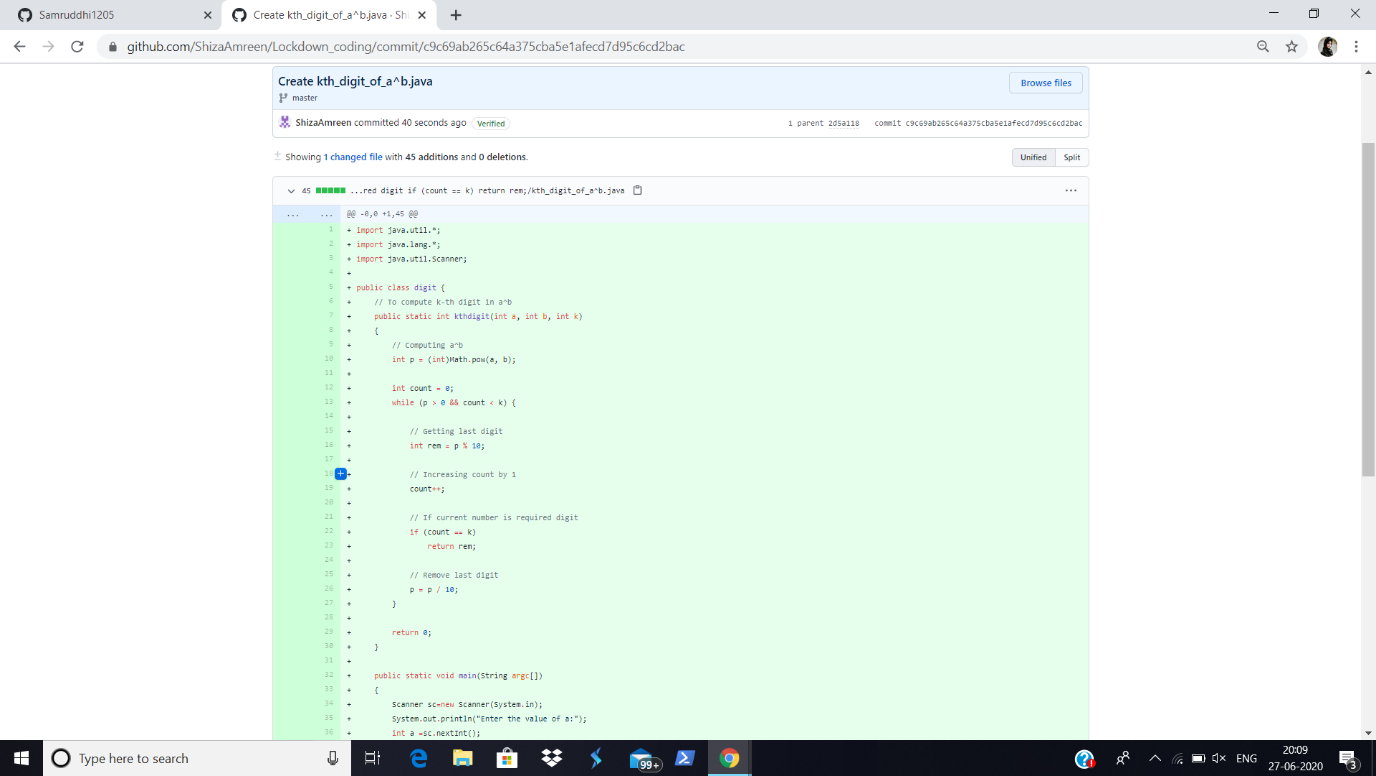 Samruddhi1205
Create kth_digit_of_a^b.java · Shi
github.com/ShizaAmreen/Lockdown_coding/commit/c9c69ab265c64a375cba5e1afecd7d95c6cd2bac
Create kth_digit_of_a^b.java
Browse files
master
ShizaAmreen committed 40 seconds ago Verified
1 parent 2d5a118 commit c9c69ab265c64a375cba5e1afecd7d95c6cd2bac
Showing 1 changed file with 45 additions and 0 deletions.
Unified Split
45 ...red digit if (count == k) return rem;/kth_digit_of_a^b.java
... ... @@ -0,0 +1,45 @@
1 + import java.util.*;
2 + import java.lang.*;
3 + import java.util.Scanner;
4 +
5 + public class digit {
6 + // To compute k-th digit in a^b
7 + public static int kthdigit(int a, int b, int k)
8 + {
9 + // Computing a^b
10 + int p = (int)Math.pow(a, b);
11 +
12 + int count = 0;
13 + while (p > 0 && count < k) {
14 +
15 + // Getting last digit
16 + int rem = p % 10;
17 +
18 + // Increasing count by 1
19 + count++;
20 +
21 + // If current number is required digit
22 + if (count == k)
23 + return rem;
24 +
25 + // Remove last digit
26 + p = p / 10;
27 + }
28 +
29 + return 0;
30 + }
31 +
32 + public static void main(String argc[])
33 + {
34 + Scanner sc=new Scanner(System.in);
35 + System.out.println("Enter the value of a:");
36 + int a =sc.nextInt();
Type here to search
99+
ENG
20:09
27-06-2020
3